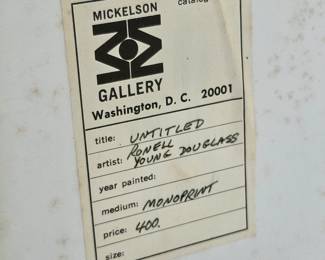 MICKELSON
catalog
GALLERY
Washington, D. C. 20001
title: UNTITLED
RONELL
artist: YOUNG DOUGLASS
year painted:
medium: MONOPRINT
price: 400.
size: